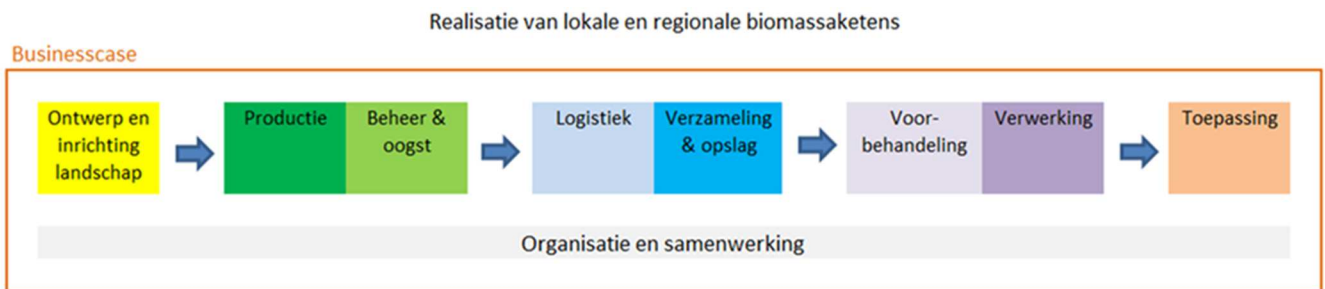 Realisatie van lokale en regionale biomassaketens
Businesscase
Ontwerp en
inrichting
landschap
Productie
Beheer &
oogst
Logistiek
Verzameling
& opslag
Voor-
behandeling
Verwerking
Toepassing
Organisatie en samenwerking